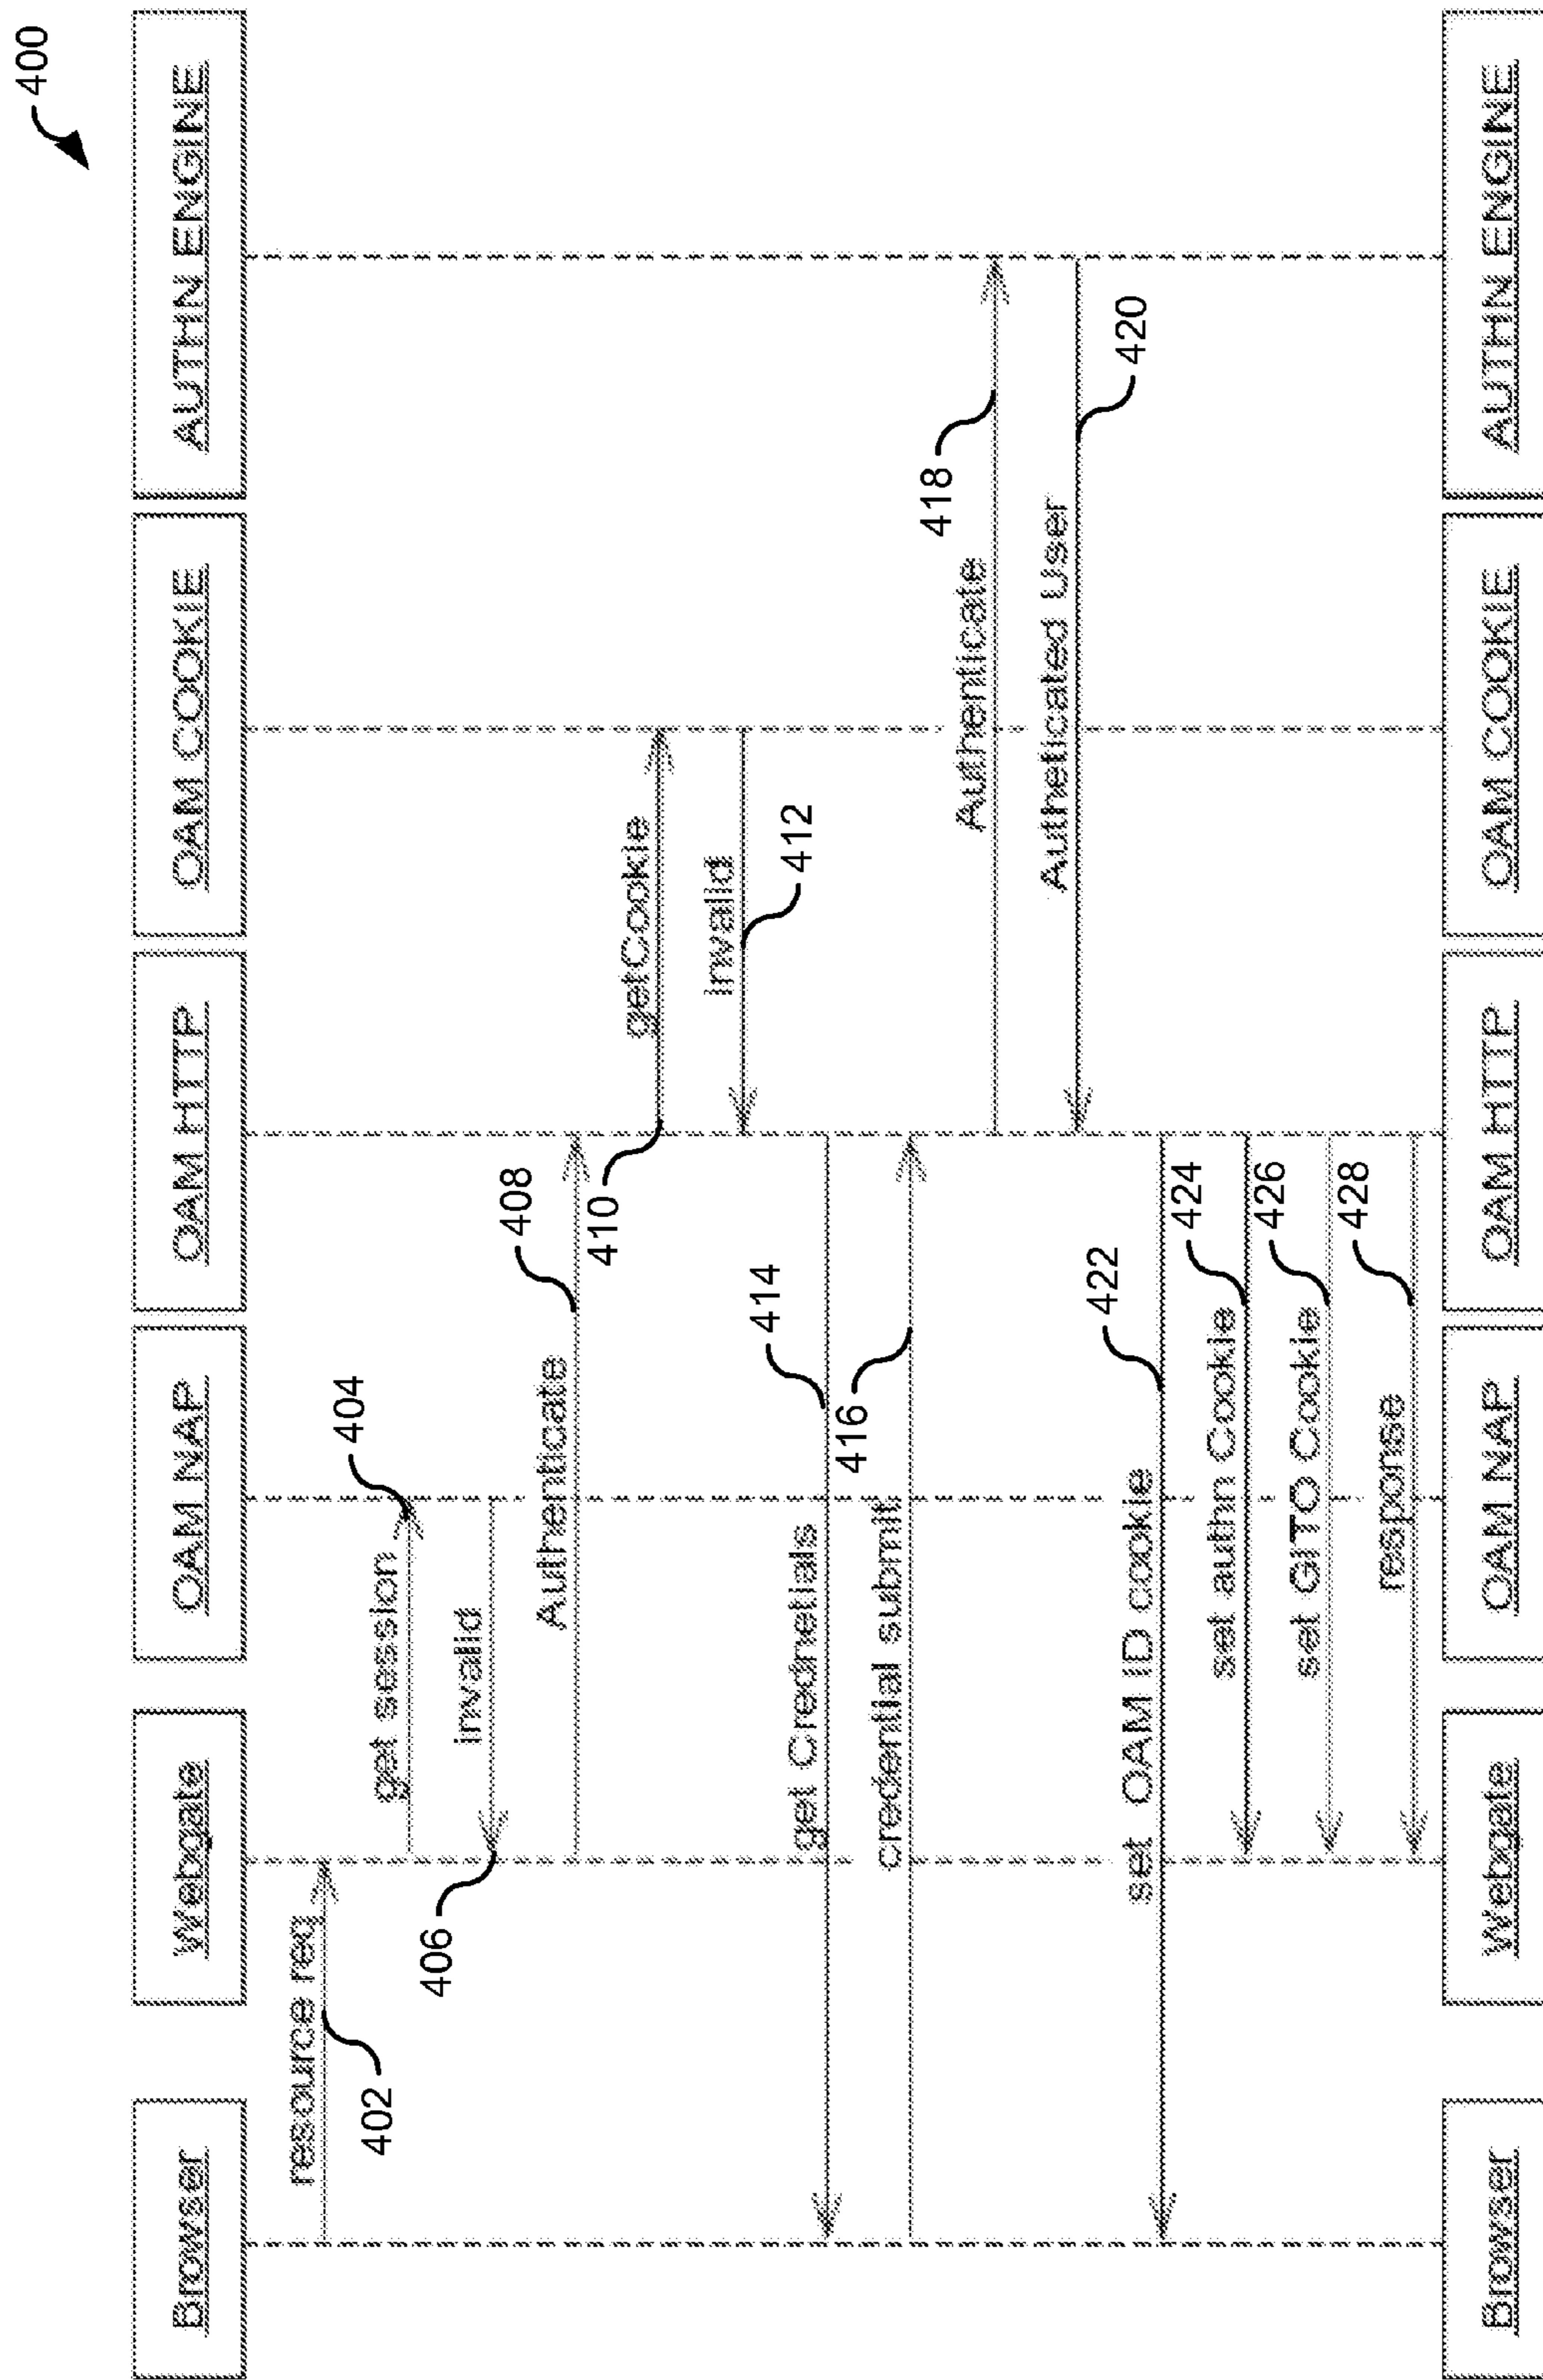 400
Browser
Webgate
OAM NAP
OAM HTTP
OAM COOKIE
AUTHN ENGINE
resource req
402
get session
404
invalid
406
Authenticate
408
getCookie
410
invalid
412
get Crednetials
414
credential submit
416
Authenticate
418
Autheticated User
420
set OAM ID cookie
422
set authn Cookie
424
set GITO Cookie
426
response
428
Browser
Webgate
OAM NAP
OAM HTTP
OAM COOKIE
AUTHN ENGINE